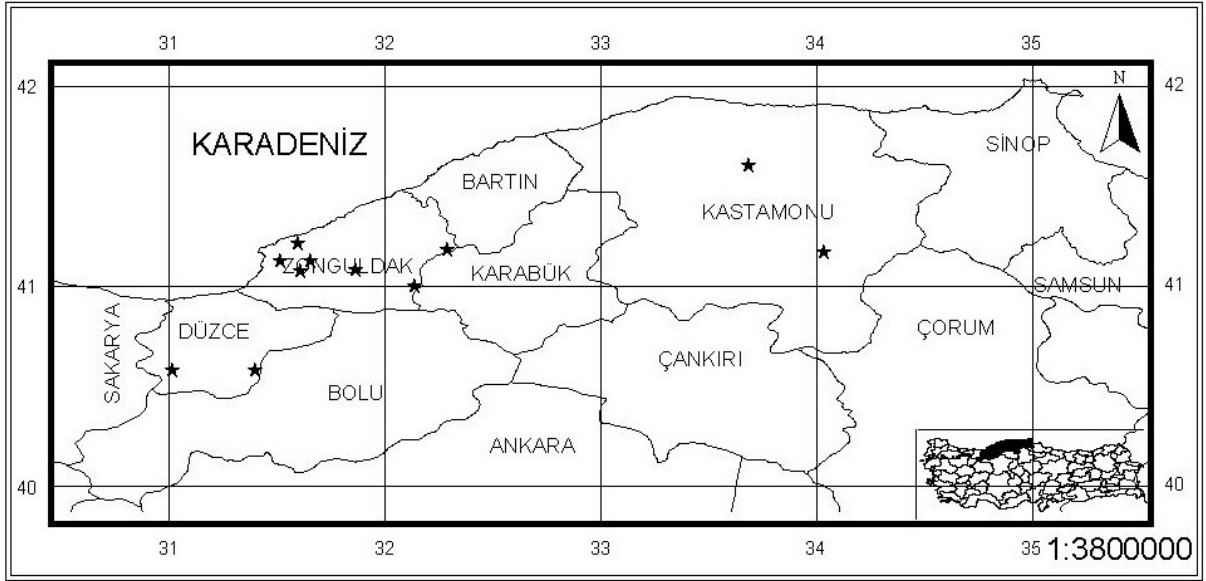 31 32 33 34 35
42 42
N
KARADENİZ
SİNOP
BARTIN
KASTAMONU
ZONGULDAK
KARABÜK
41 41
SAMSUN
SAKARYA
DÜZCE
ÇORUM
ÇANKIRI
BOLU
ANKARA
40 40
31 32 33 34 35
1:3800000